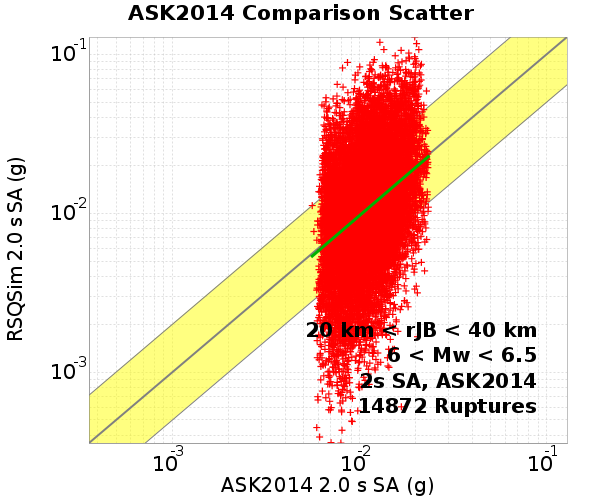 ASK2014 Comparison Scatter
RSQSim 2.0 s SA (g)
10-1
10-2
10-3
20 km < rJB < 40 km
6 < Mw < 6.5
2s SA, ASK2014
14872 Ruptures
10-3 10-2 10-1
ASK2014 2.0 s SA (g)